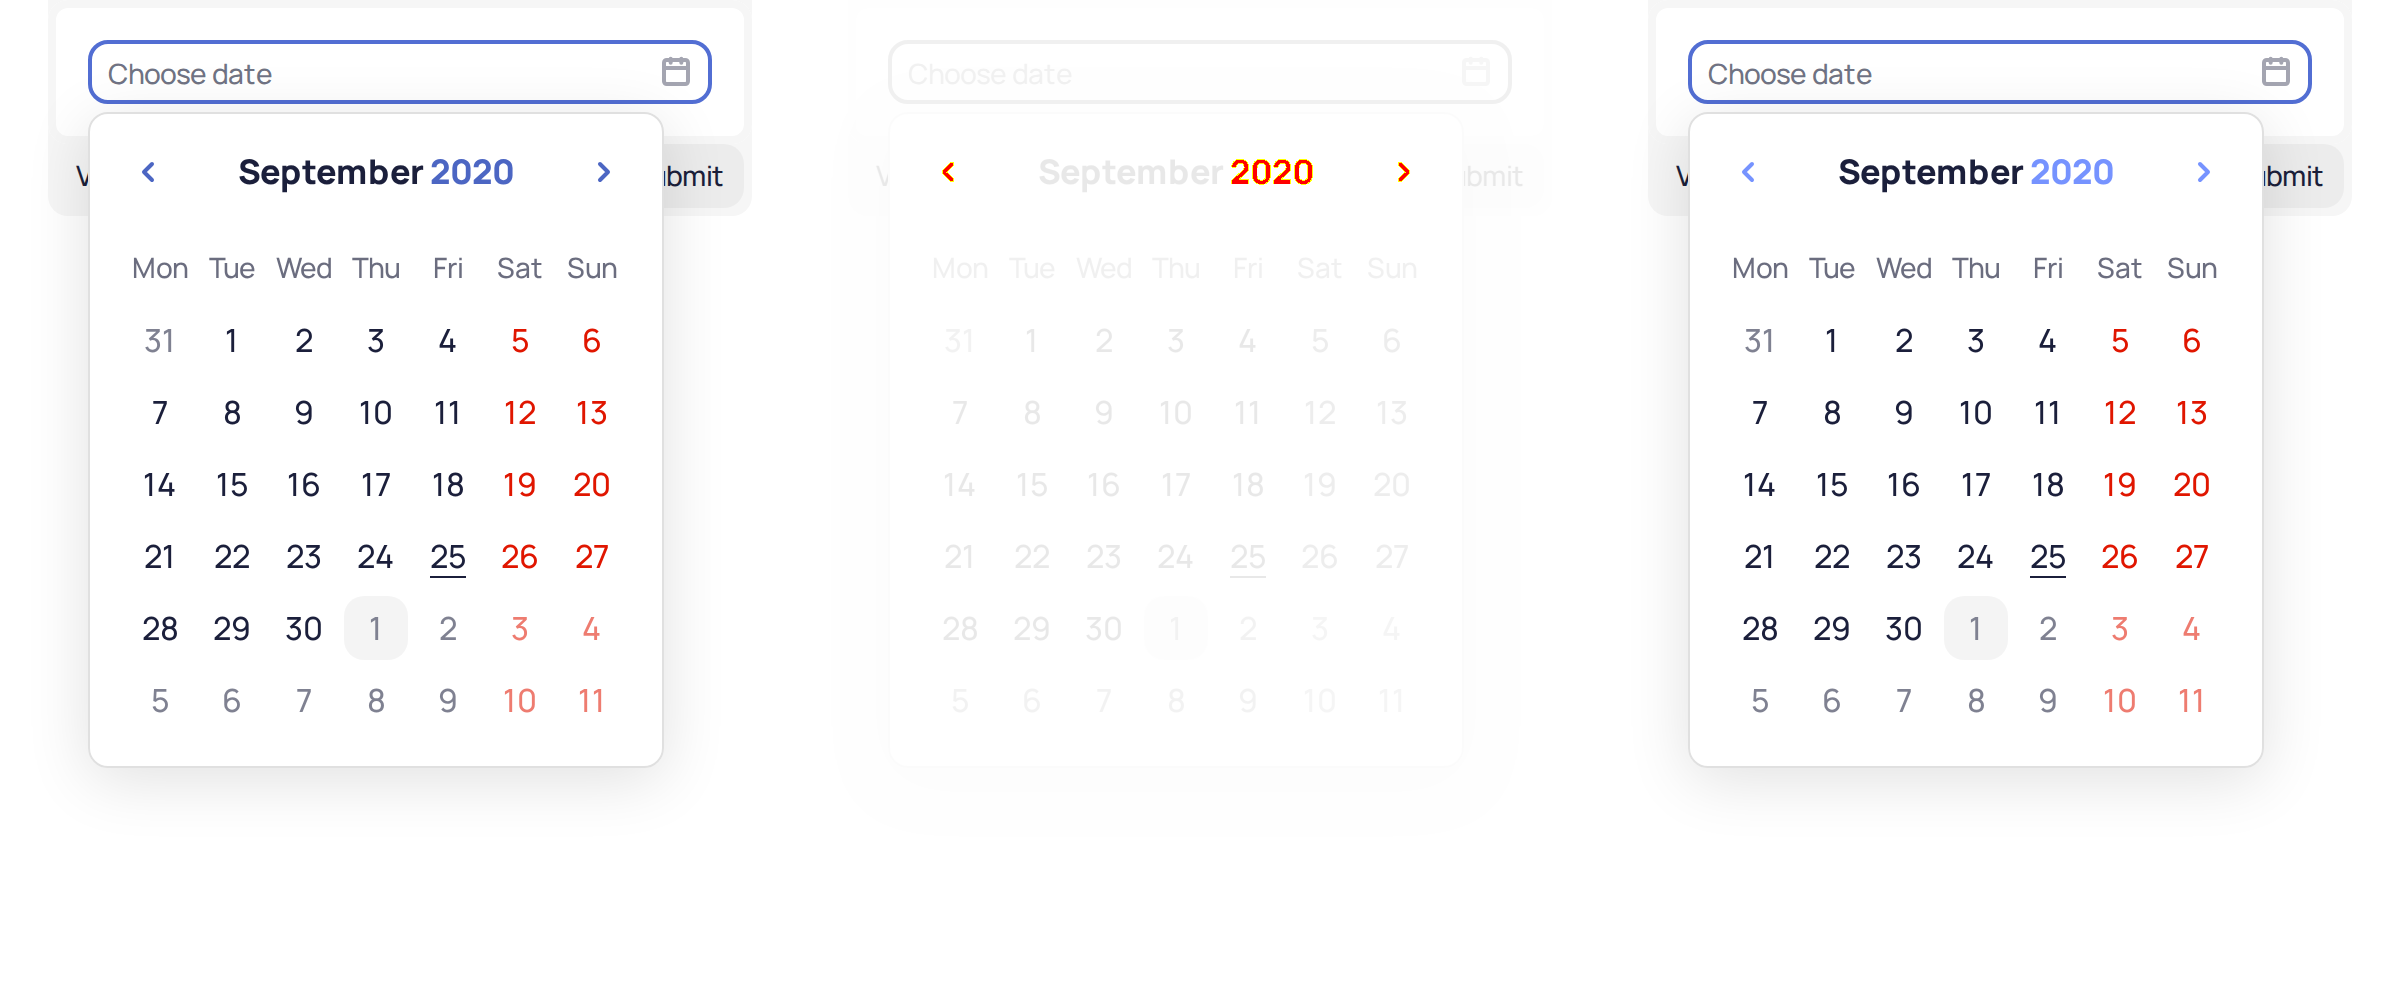 Choose date
V
ubmit
September 2020
Mon Tue Wed Thu Fri Sat Sun
31 1 2 3 4 5 6
7 8 9 10 11 12 13
14 15 16 17 18 19 20
21 22 23 24 25 26 27
28 29 30 1 2 3 4
5 6 7 8 9 10 11
Choose date
V
ubmit
September 2020
Mon Tue Wed Thu Fri Sat Sun
31 1 2 3 4 5 6
7 8 9 10 11 12 13
14 15 16 17 18 19 20
21 22 23 24 25 26 27
28 29 30 1 2 3 4
5 6 7 8 9 10 11
Choose date
V
ubmit
September 2020
Mon Tue Wed Thu Fri Sat Sun
31 1 2 3 4 5 6
7 8 9 10 11 12 13
14 15 16 17 18 19 20
21 22 23 24 25 26 27
28 29 30 1 2 3 4
5 6 7 8 9 10 11